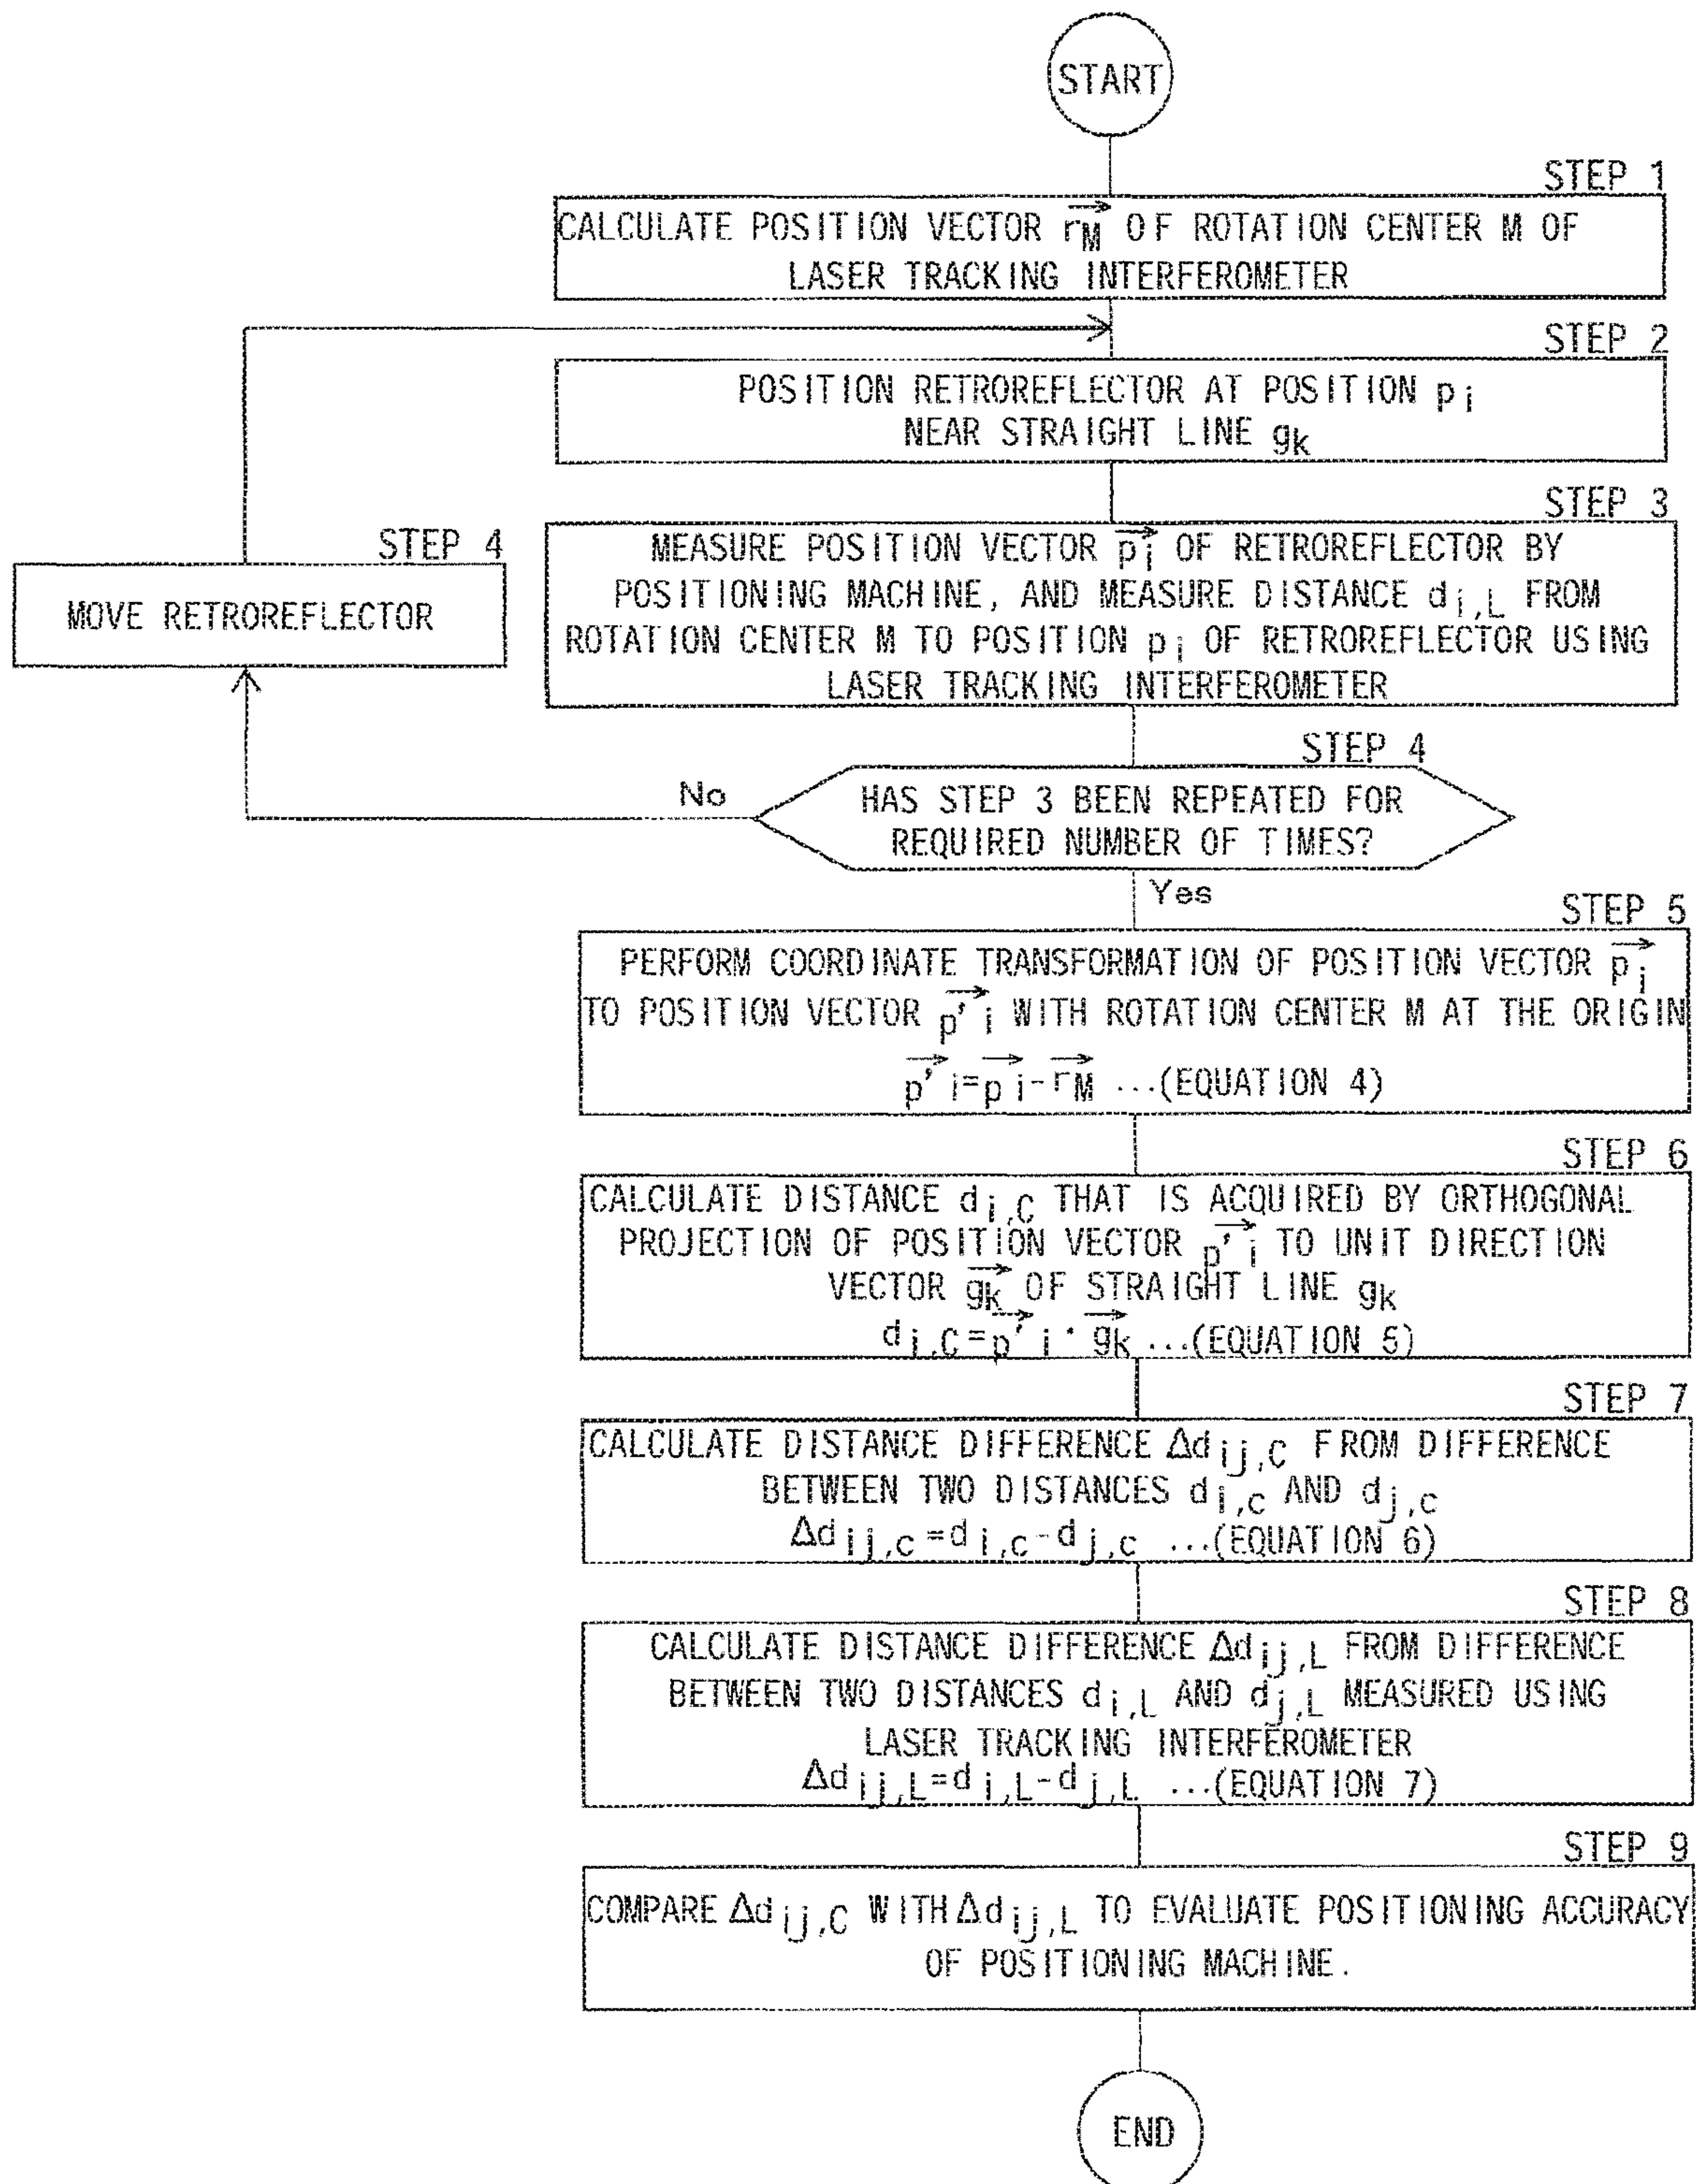 START
STEP 1
CALCULATE POSITION VECTOR r⃗M OF ROTATION CENTER M OF
LASER TRACKING INTERFEROMETER
STEP 2
POSITION RETROREFLECTOR AT POSITION pi
NEAR STRAIGHT LINE gk
STEP 3
MEASURE POSITION VECTOR p⃗i OF RETROREFLECTOR BY
POSITIONING MACHINE, AND MEASURE DISTANCE di,L FROM
ROTATION CENTER M TO POSITION pi OF RETROREFLECTOR USING
LASER TRACKING INTERFEROMETER
STEP 4
MOVE RETROREFLECTOR
STEP 4
HAS STEP 3 BEEN REPEATED FOR
REQUIRED NUMBER OF TIMES?
No
Yes
STEP 5
PERFORM COORDINATE TRANSFORMATION OF POSITION VECTOR p⃗i
TO POSITION VECTOR p⃗'i WITH ROTATION CENTER M AT THE ORIGIN
p⃗'i=p⃗i-r⃗M ...(EQUATION 4)
STEP 6
CALCULATE DISTANCE di,C THAT IS ACQUIRED BY ORTHOGONAL
PROJECTION OF POSITION VECTOR p⃗'i TO UNIT DIRECTION
VECTOR g⃗k OF STRAIGHT LINE gk
di,C=p⃗'i·g⃗k ...(EQUATION 5)
STEP 7
CALCULATE DISTANCE DIFFERENCE Δdij,C FROM DIFFERENCE
BETWEEN TWO DISTANCES di,c AND dj,c
Δdij,c=di,c-dj,c ...(EQUATION 6)
STEP 8
CALCULATE DISTANCE DIFFERENCE Δdij,L FROM DIFFERENCE
BETWEEN TWO DISTANCES di,L AND dj,L MEASURED USING
LASER TRACKING INTERFEROMETER
Δdij,L=di,L-dj,L ...(EQUATION 7)
STEP 9
COMPARE Δdij,C WITH Δdij,L TO EVALUATE POSITIONING ACCURACY
OF POSITIONING MACHINE.
END